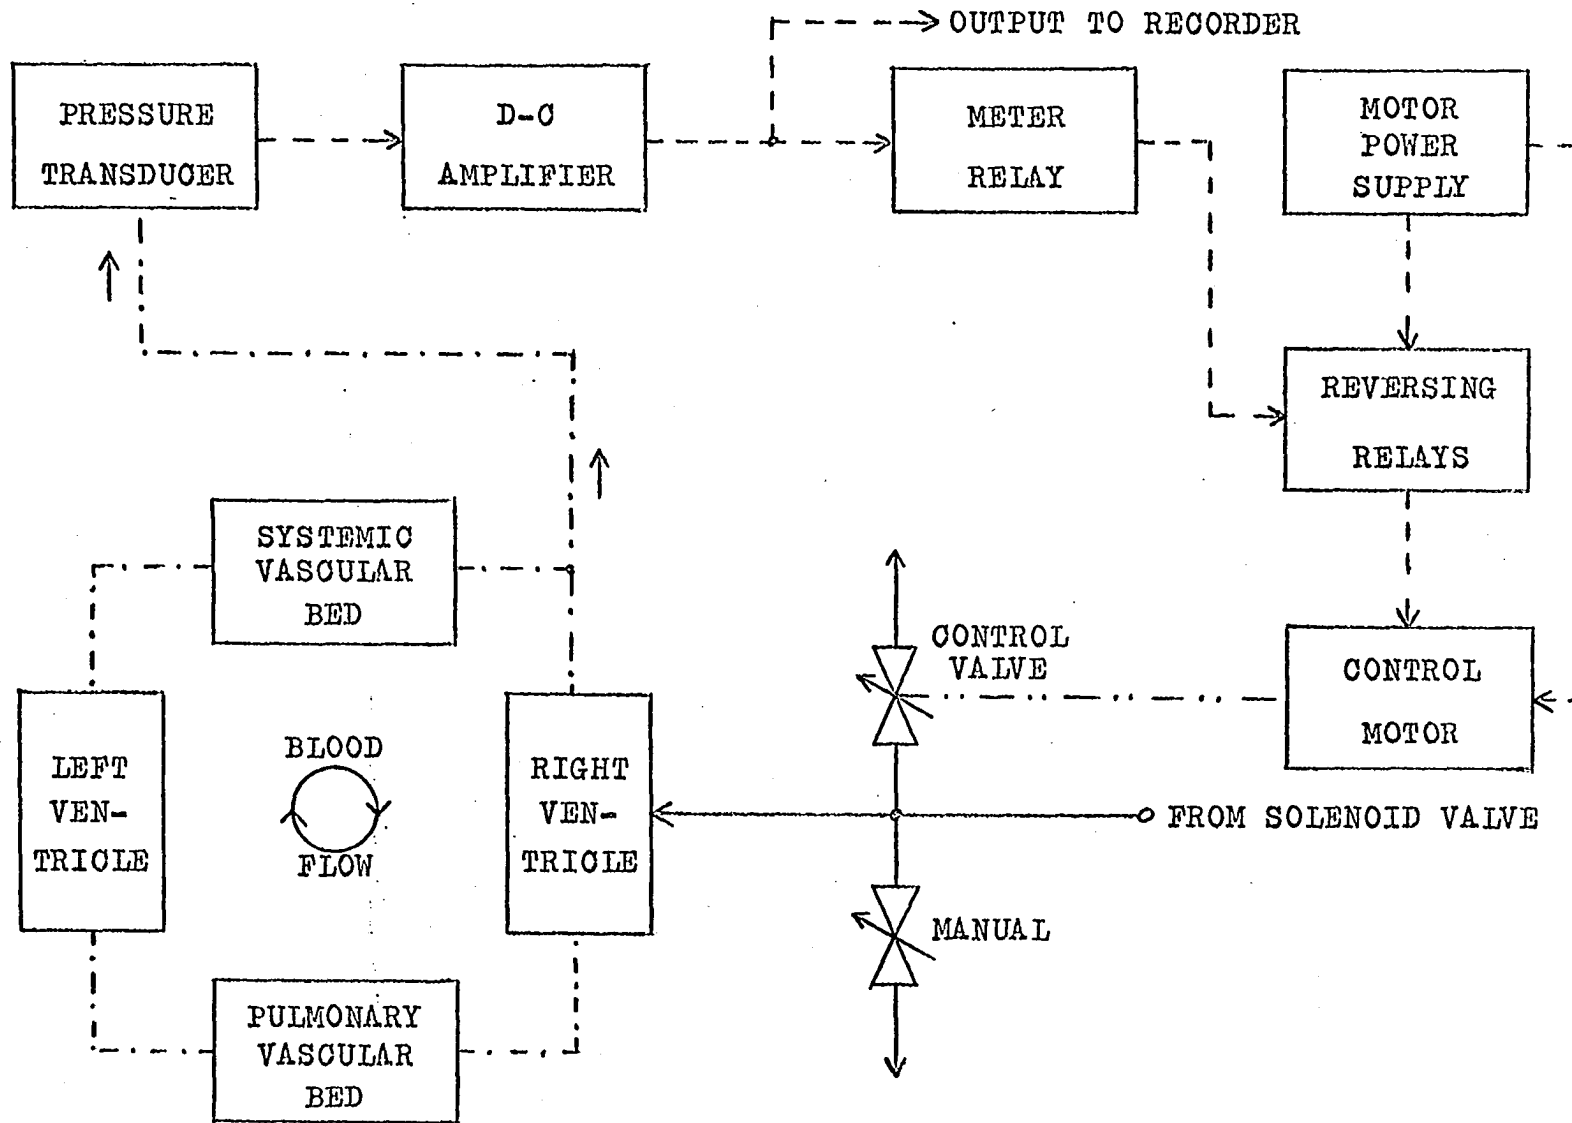 OUTPUT TO RECORDER
PRESSURE
TRANSDUCER
D-C
AMPLIFIER
METER
RELAY
MOTOR
POWER
SUPPLY
REVERSING
RELAYS
SYSTEMIC
VASCULAR
BED
CONTROL
VALVE
CONTROL
MOTOR
LEFT
VEN-
TRICLE
BLOOD
FLOW
RIGHT
VEN-
TRICLE
FROM SOLENOID VALVE
MANUAL
PULMONARY
VASCULAR
BED